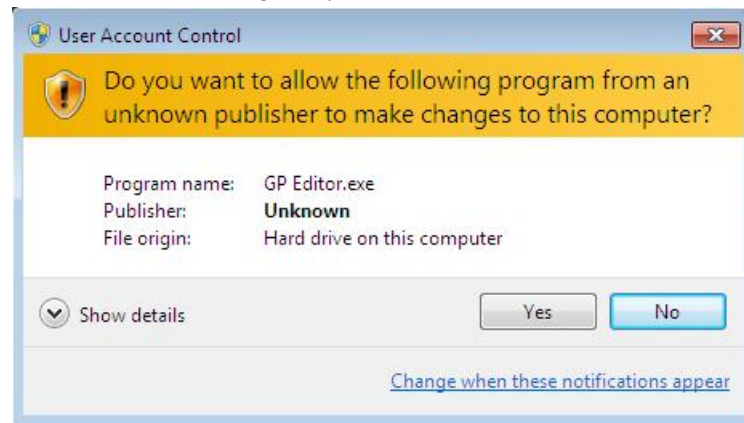 User Account Control
Do you want to allow the following program from an
unknown publisher to make changes to this computer?
Program name: GP Editor.exe
Publisher: Unknown
File origin: Hard drive on this computer
Show details Yes No
Change when these notifications appear